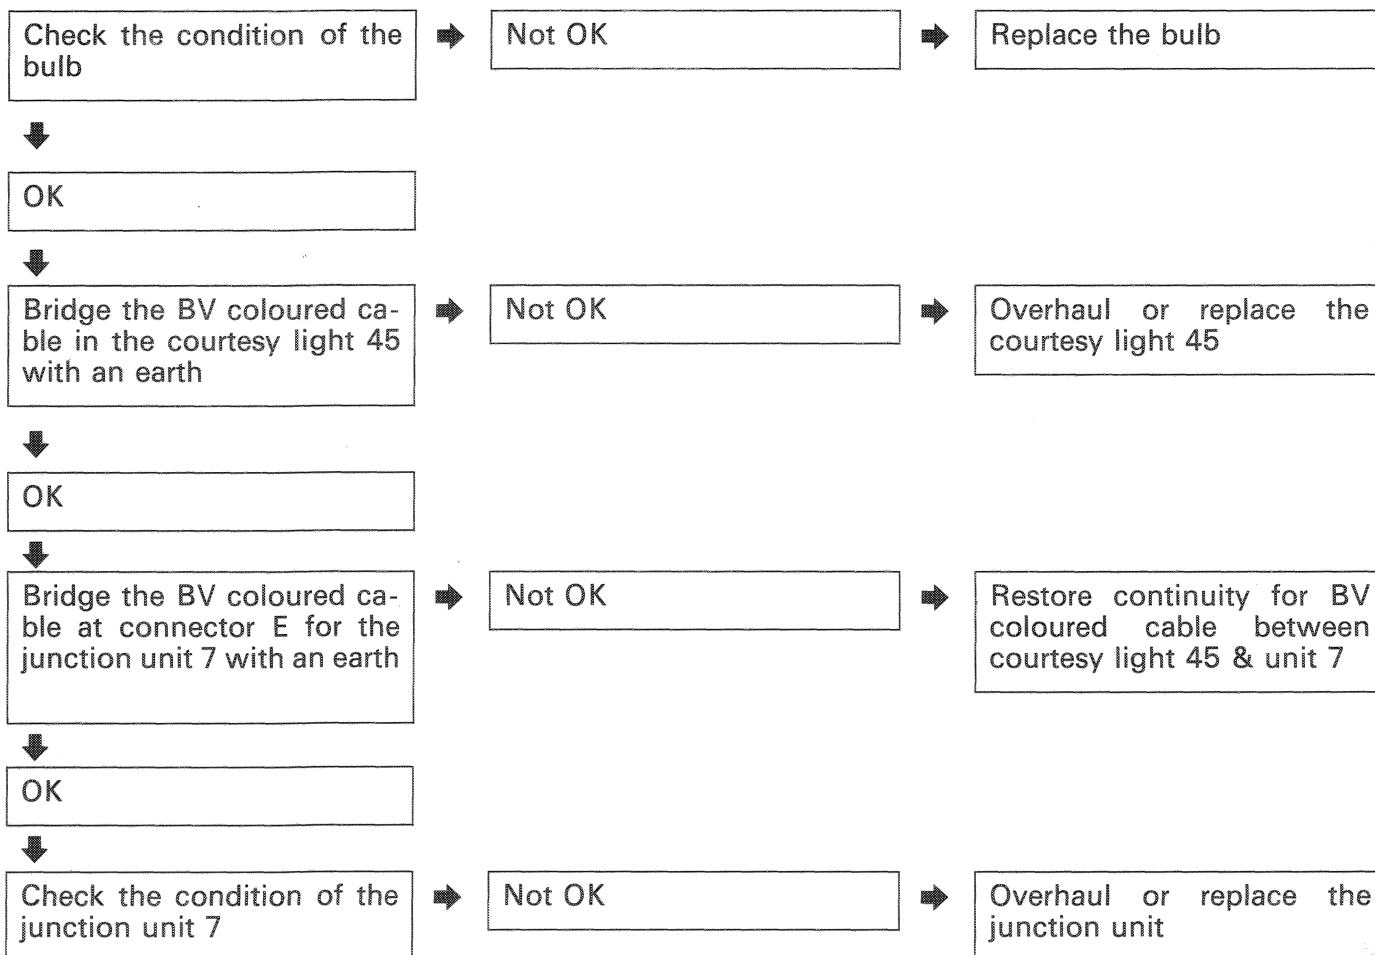 Check the condition of the
bulb
Not OK
Replace the bulb
OK
Bridge the BV coloured ca-
ble in the courtesy light 45
with an earth
Not OK
Overhaul or replace the
courtesy light 45
OK
Bridge the BV coloured ca-
ble at connector E for the
junction unit 7 with an earth
Not OK
Restore continuity for BV
coloured cable between
courtesy light 45 & unit 7
OK
Check the condition of the
junction unit 7
Not OK
Overhaul or replace the
junction unit